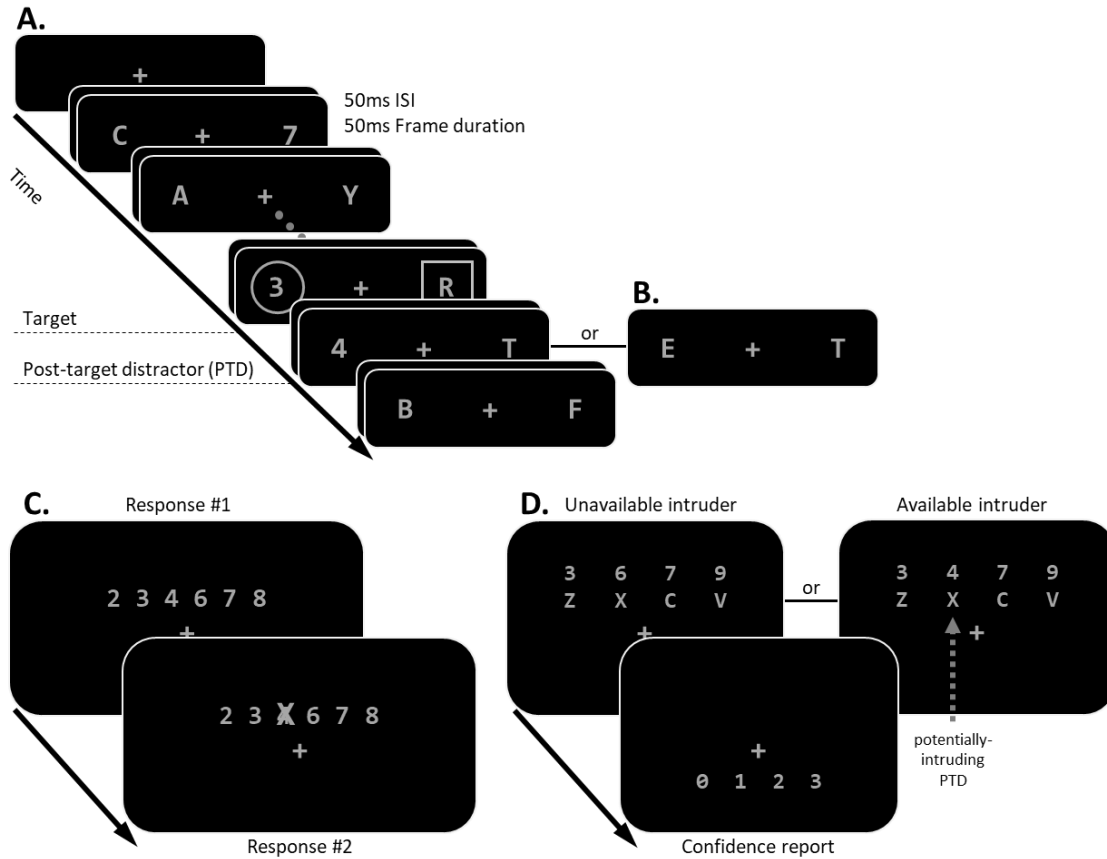 A.
+
50ms ISI
50ms Frame duration
C + 7
Time
A + Y
3 + R
B.
Target
4 + T
or
E + T
Post-target distractor (PTD)
B + F
C.
Response #1
2 3 4 6 7 8
+
2 3 X 6 7 8
+
Response #2
D.
Unavailable intruder
3 6 7 9
Z X C V
+
or
Available intruder
3 4 7 9
Z X C V
+
potentially-
intruding
PTD
+
0 1 2 3
Confidence report